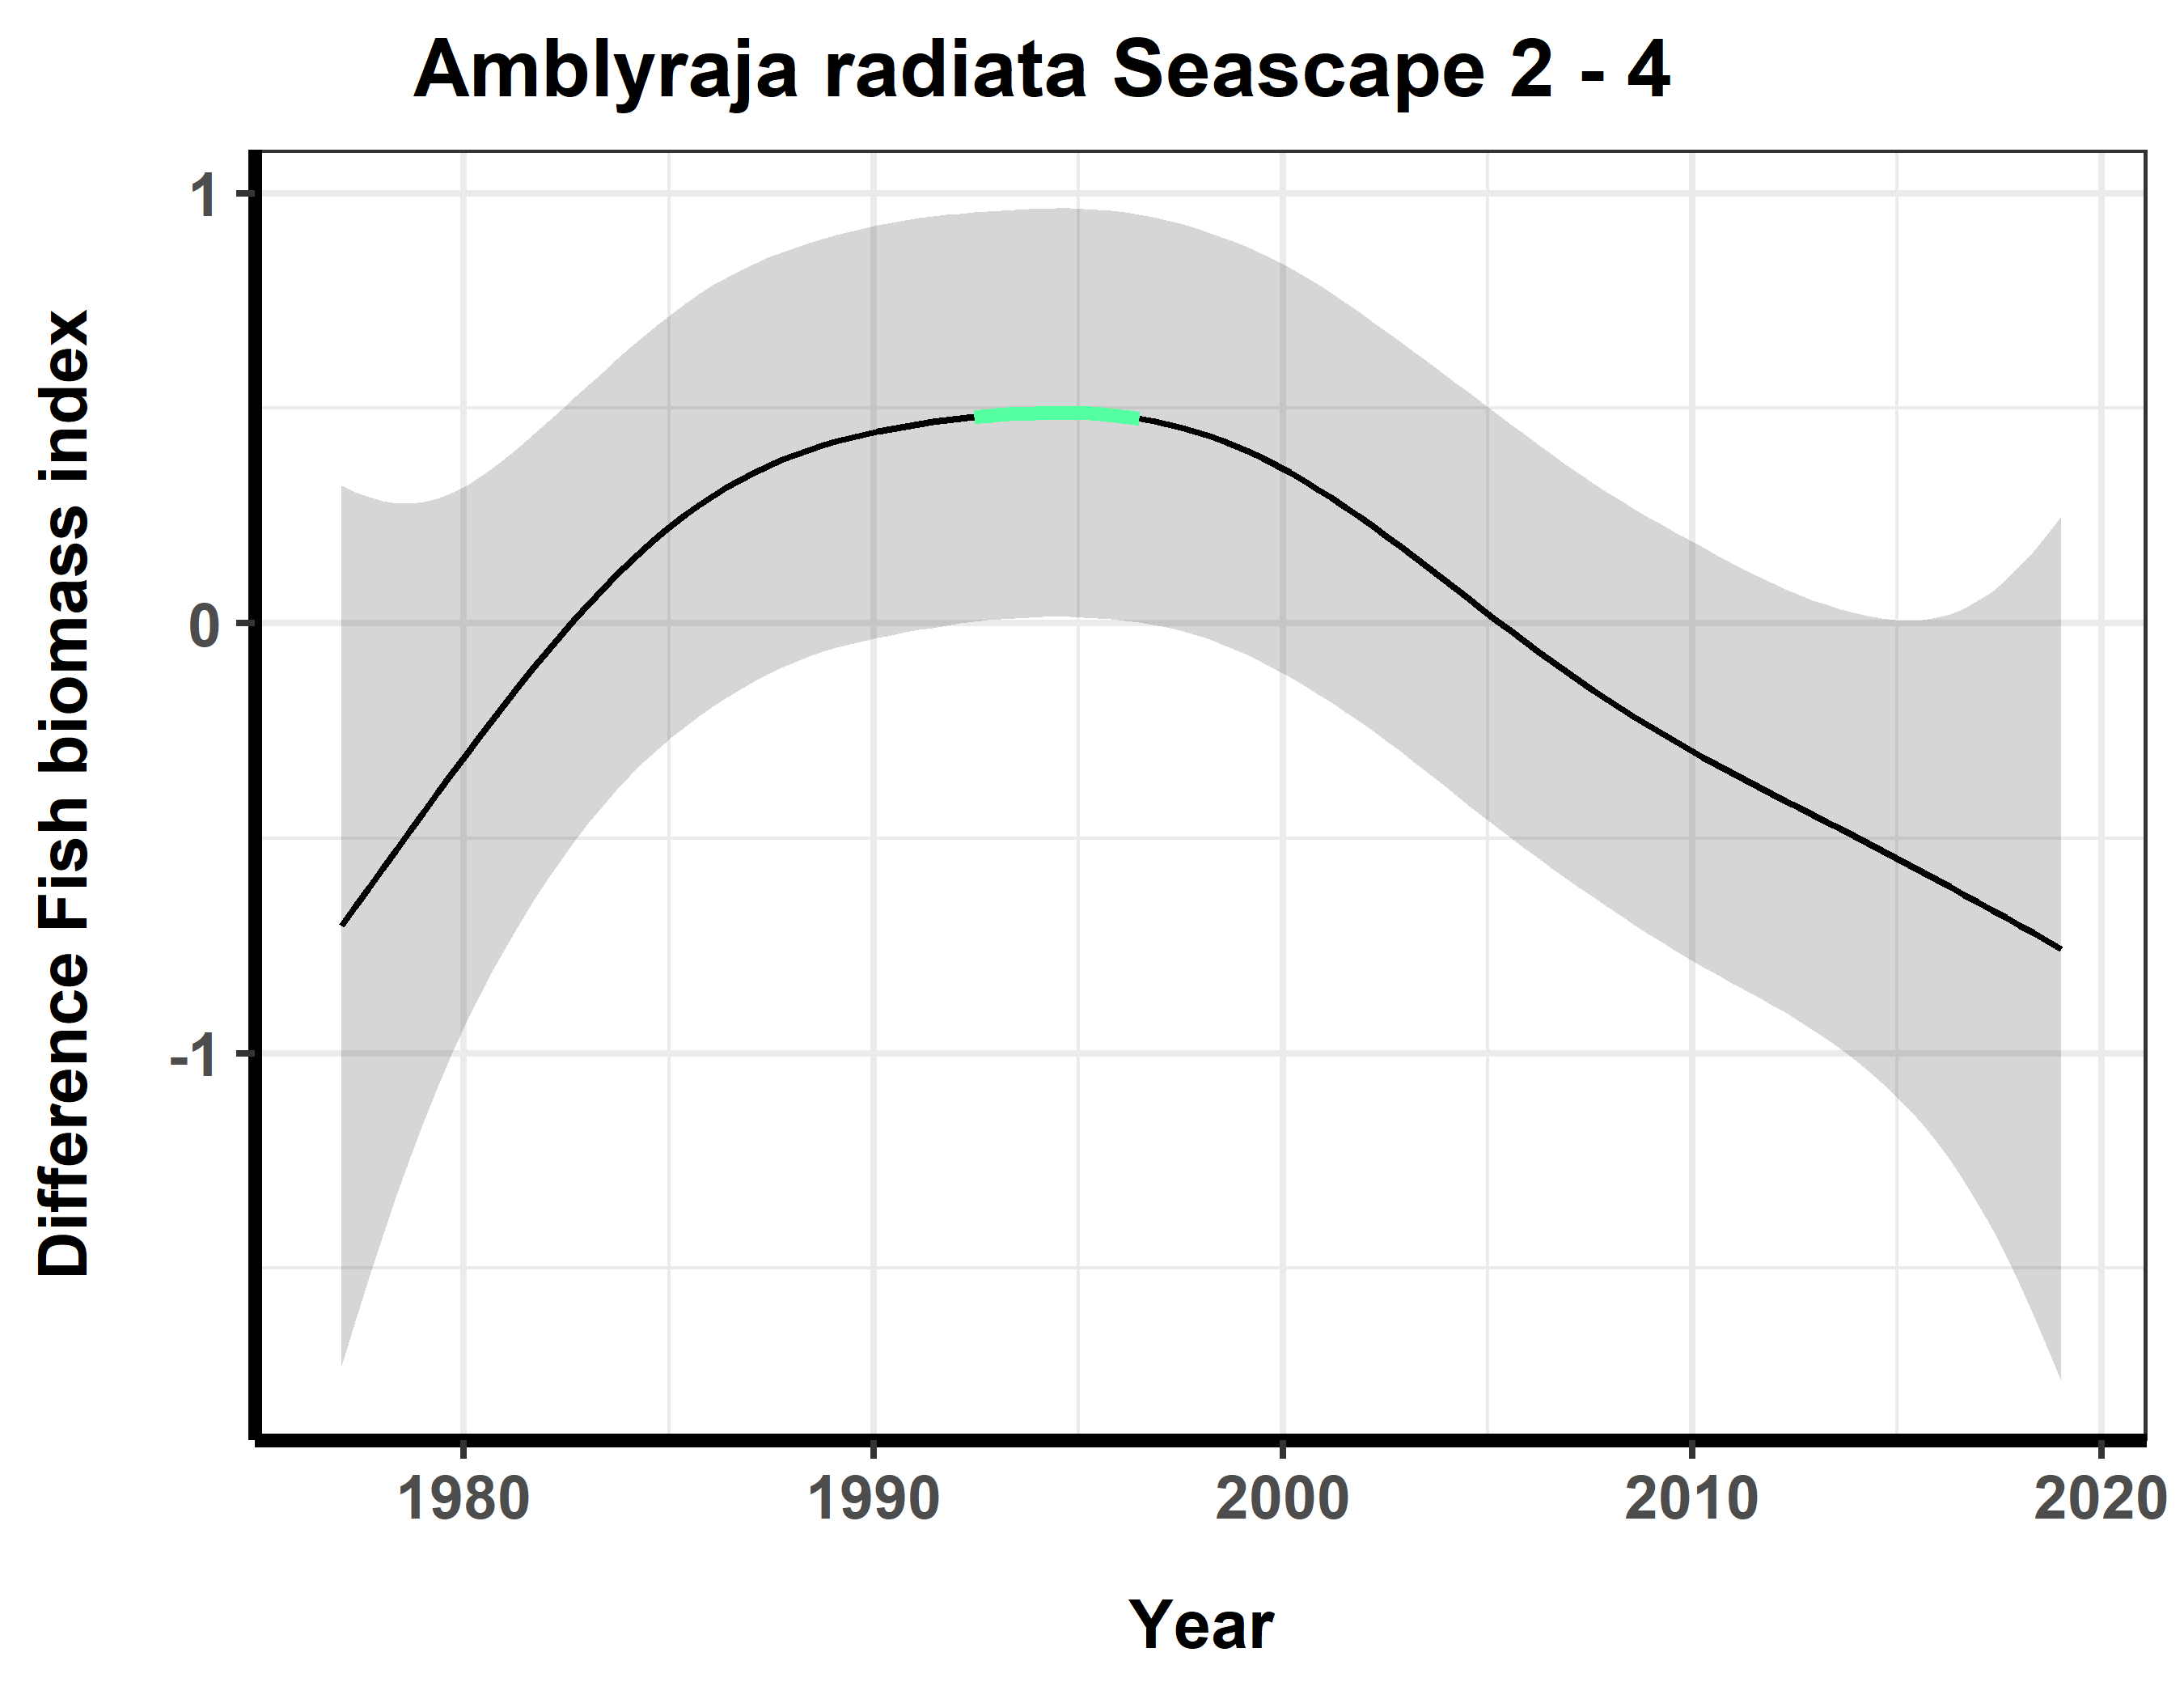 Amblyraja radiata Seascape 2 - 4
Difference Fish biomass index
1
0
-1
1980 1990 2000 2010 2020
Year